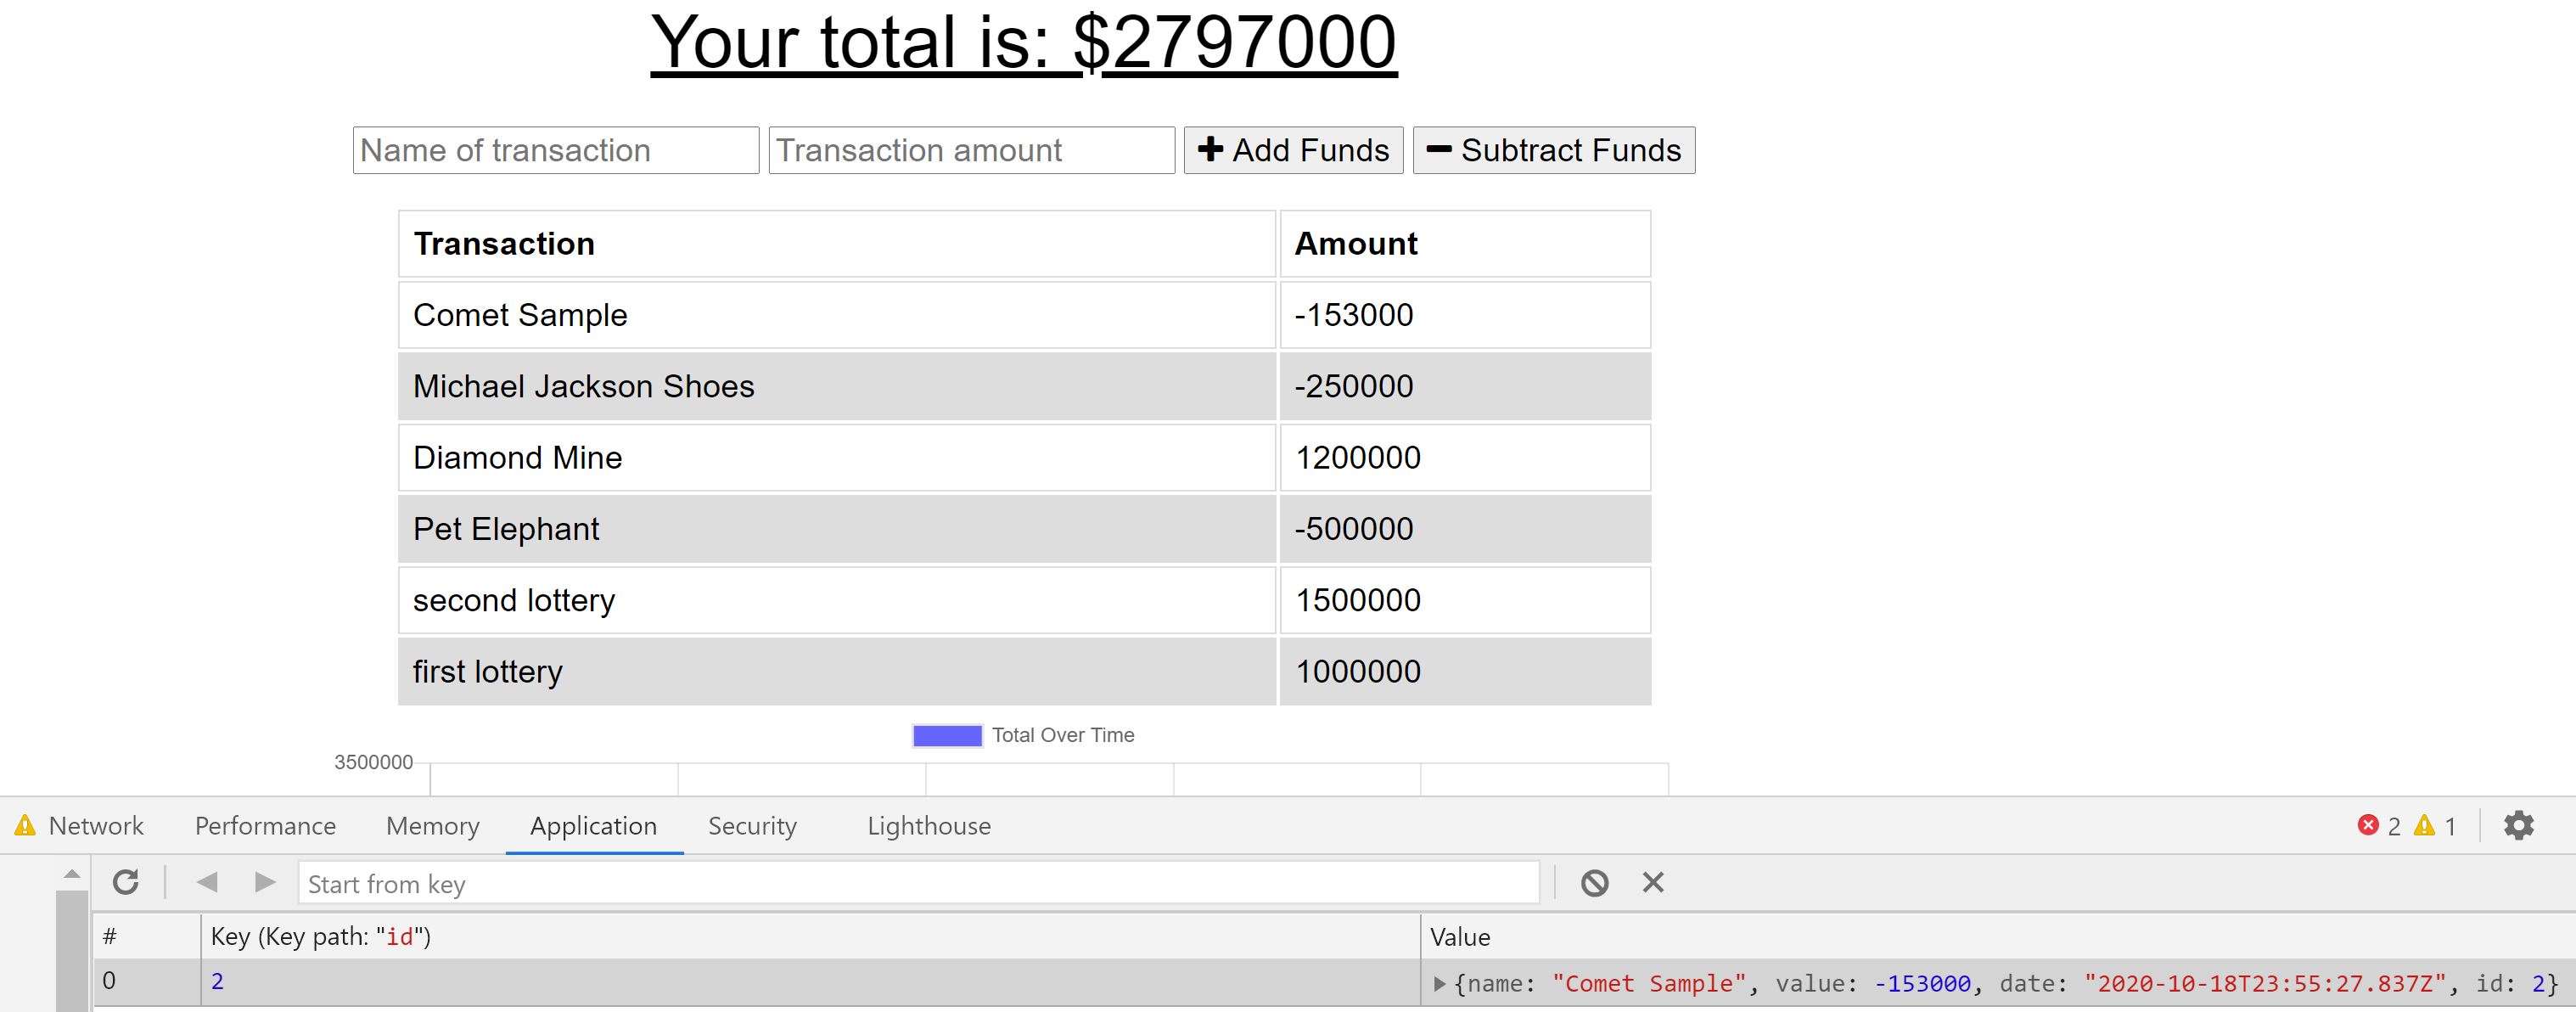 Your total is: $2797000
Name of transaction Transaction amount Add Funds Subtract Funds
Transaction Amount
Comet Sample -153000
Michael Jackson Shoes -250000
Diamond Mine 1200000
Pet Elephant -500000
second lottery 1500000
first lottery 1000000
Total Over Time
3500000
Network Performance Memory Application Security Lighthouse 2 1
Start from key
# Key (Key path: "id") Value
0 2 {name: "Comet Sample", value: -153000, date: "2020-10-18T23:55:27.837Z", id: 2}